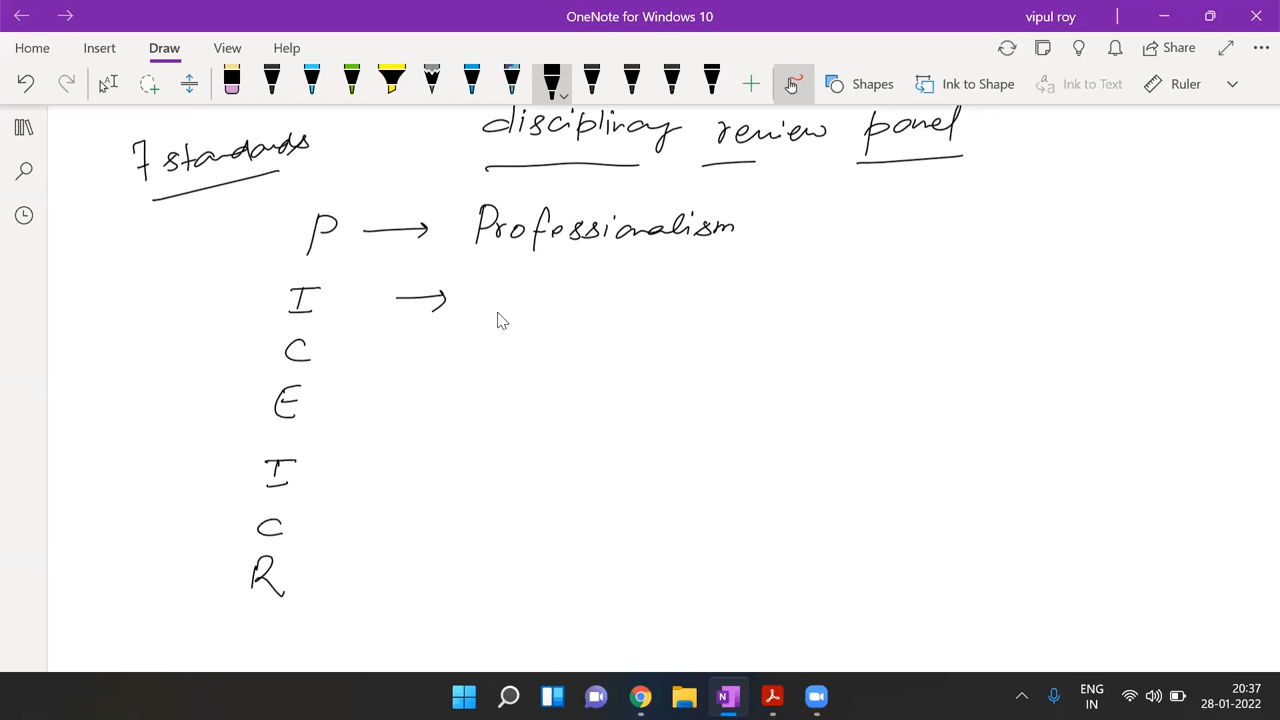 OneNote for Windows 10
vipul roy
Home Insert Draw View Help
Share
Shapes Ink to Shape Ink to Text Ruler
7 standards
disciplinary review panel
P → Professionalism
I →
C
E
I
C
R
ENG
IN
20:37
28-01-2022